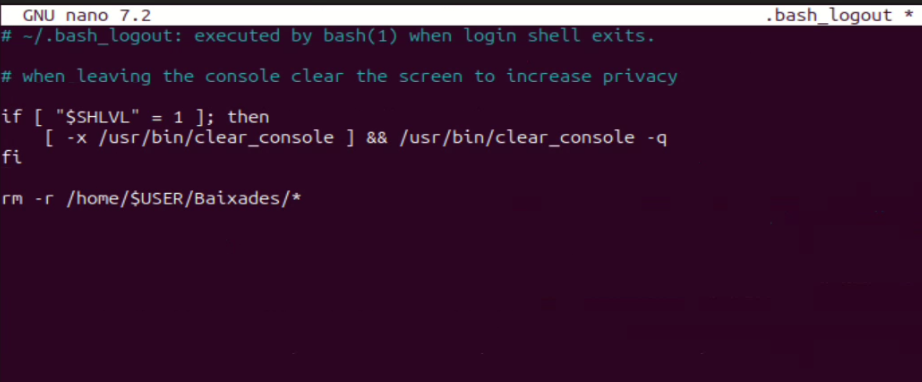 GNU nano 7.2 .bash_logout *
# ~/.bash_logout: executed by bash(1) when login shell exits.
# when leaving the console clear the screen to increase privacy
if [ "$SHLVL" = 1 ]; then
    [ -x /usr/bin/clear_console ] && /usr/bin/clear_console -q
fi
rm -r /home/$USER/Baixades/*